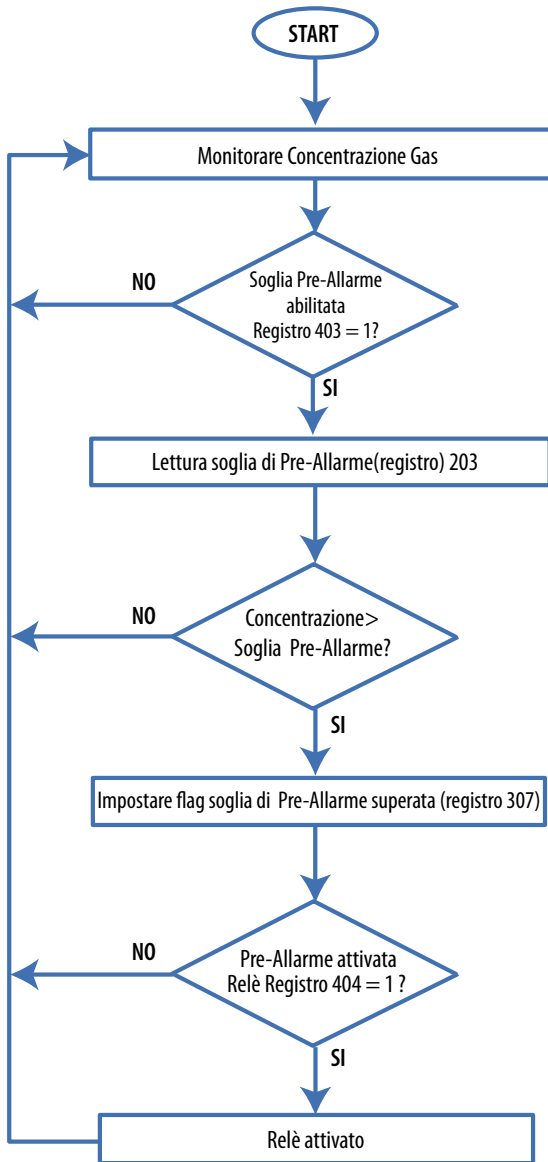 START
Monitorare Concentrazione Gas
NO
Soglia Pre-Allarme
abilitata
Registro 403 = 1?
SI
Lettura soglia di Pre-Allarme(registro) 203
NO
Concentrazione>
Soglia Pre-Allarme?
SI
Impostare flag soglia di Pre-Allarme superata (registro 307)
NO
Pre-Allarme attivata
Relè Registro 404 = 1 ?
SI
Relè attivato